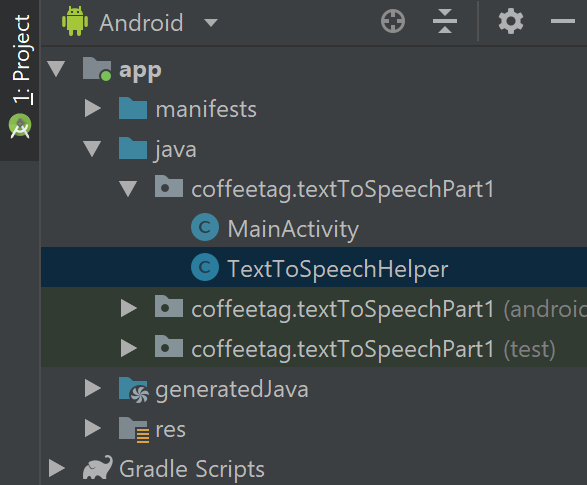 Android
1: Project
app
manifests
java
coffeetag.textToSpeechPart1
MainActivity
TextToSpeechHelper
coffeetag.textToSpeechPart1 (android
coffeetag.textToSpeechPart1 (test)
generatedJava
res
Gradle Scripts